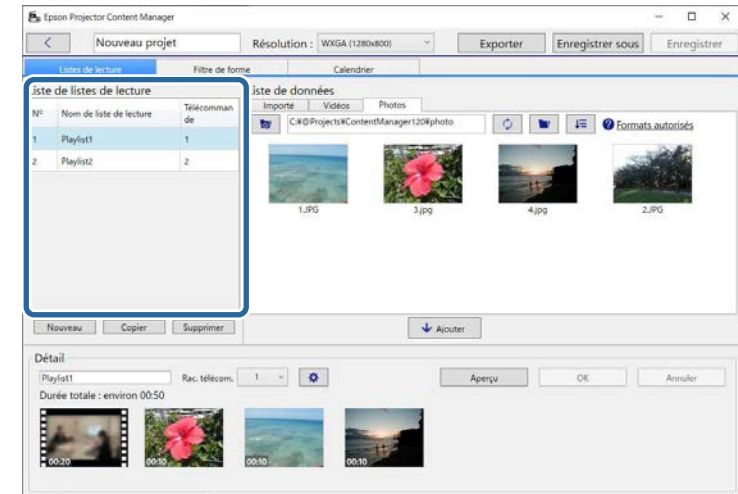 Epson Projector Content Manager
Nouveau projet Résolution : WXGA (1280x800) Exporter Enregistrer sous Enregistrer
Listes de lecture Filtre de forme Calendrier
Liste de listes de lecture
Nº Nom de liste de lecture Télécommande
1 Playlist1 1
2 Playlist2 2
Liste de données
Importé Vidéos Photos
C:¥@Projects¥ContentManager120¥photo Formats autorisés
1.JPG 3.jpg 4.jpg 2.JPG
Nouveau Copier Supprimer Ajouter
Détail
Playlist1 Rac. télécom. 1 Aperçu OK Annuler
Durée totale : environ 00:50
00:20 00:10 00:10 00:10